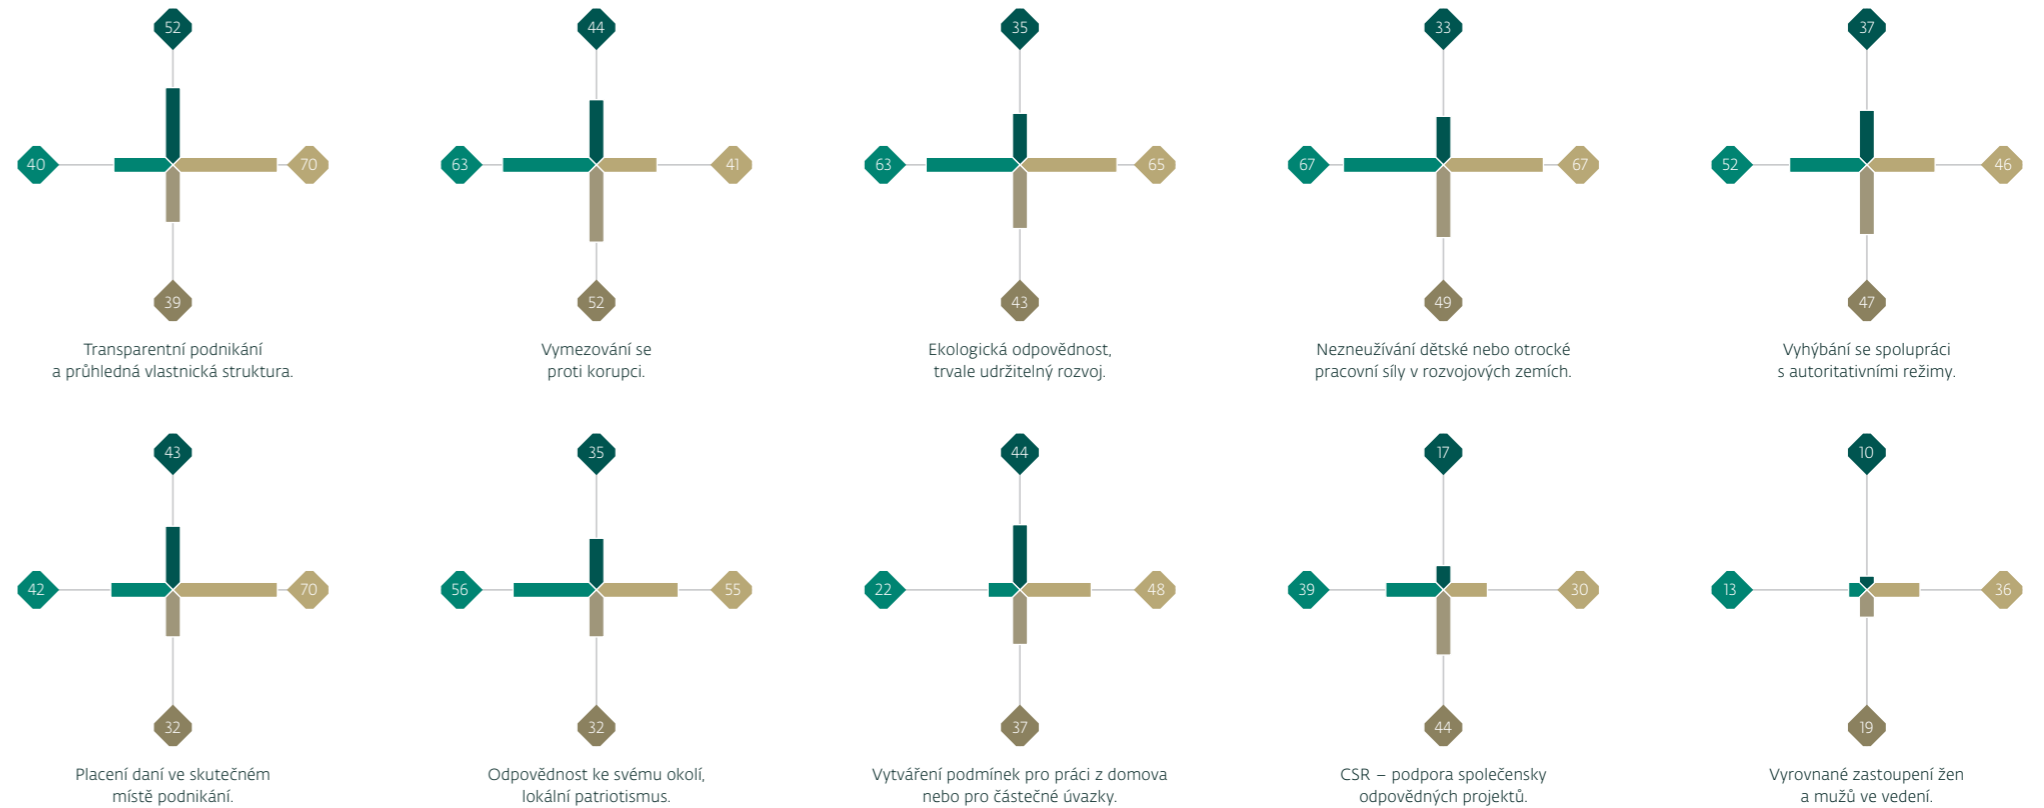 52
44
35
33
37
40
70
63
41
63
65
67
67
52
46
39
52
43
49
47
Transparentní podnikání
a průhledná vlastnická struktura.
Vymezování se
proti korupci.
Ekologická odpovědnost,
trvale udržitelný rozvoj.
Nezneužívání dětské nebo otrocké
pracovní síly v rozvojových zemích.
Vyhýbání se spolupráci
s autoritativními režimy.
43
35
44
17
10
42
70
56
55
22
48
39
30
13
36
32
32
37
44
19
Placení daní ve skutečném
místě podnikání.
Odpovědnost ke svému okolí,
lokální patriotismus.
Vytváření podmínek pro práci z domova
nebo pro částečné úvazky.
CSR – podpora společensky
odpovědných projektů.
Vyrovnané zastoupení žen
a mužů ve vedení.